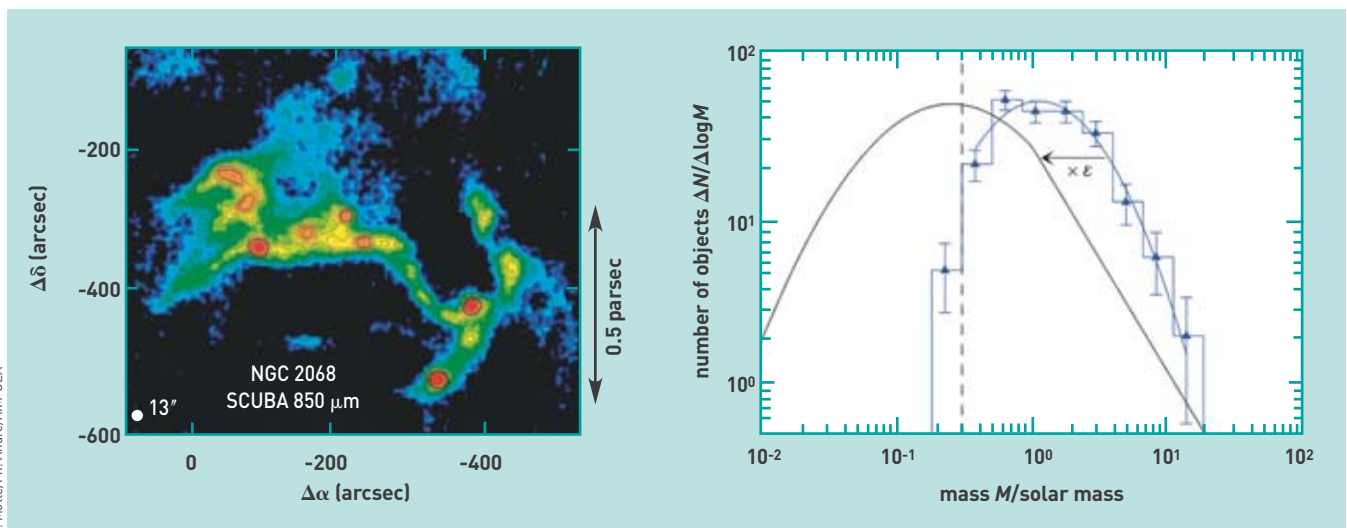 Δδ (arcsec)
-200
-400
-600
NGC 2068
SCUBA 850 μm
13″
0
-200
-400
Δα (arcsec)
0.5 parsec
number of objects ΔN/ΔlogM
10²
10¹
10⁰
× ε
10⁻²
10⁻¹
10⁰
10¹
10²
mass M/solar mass